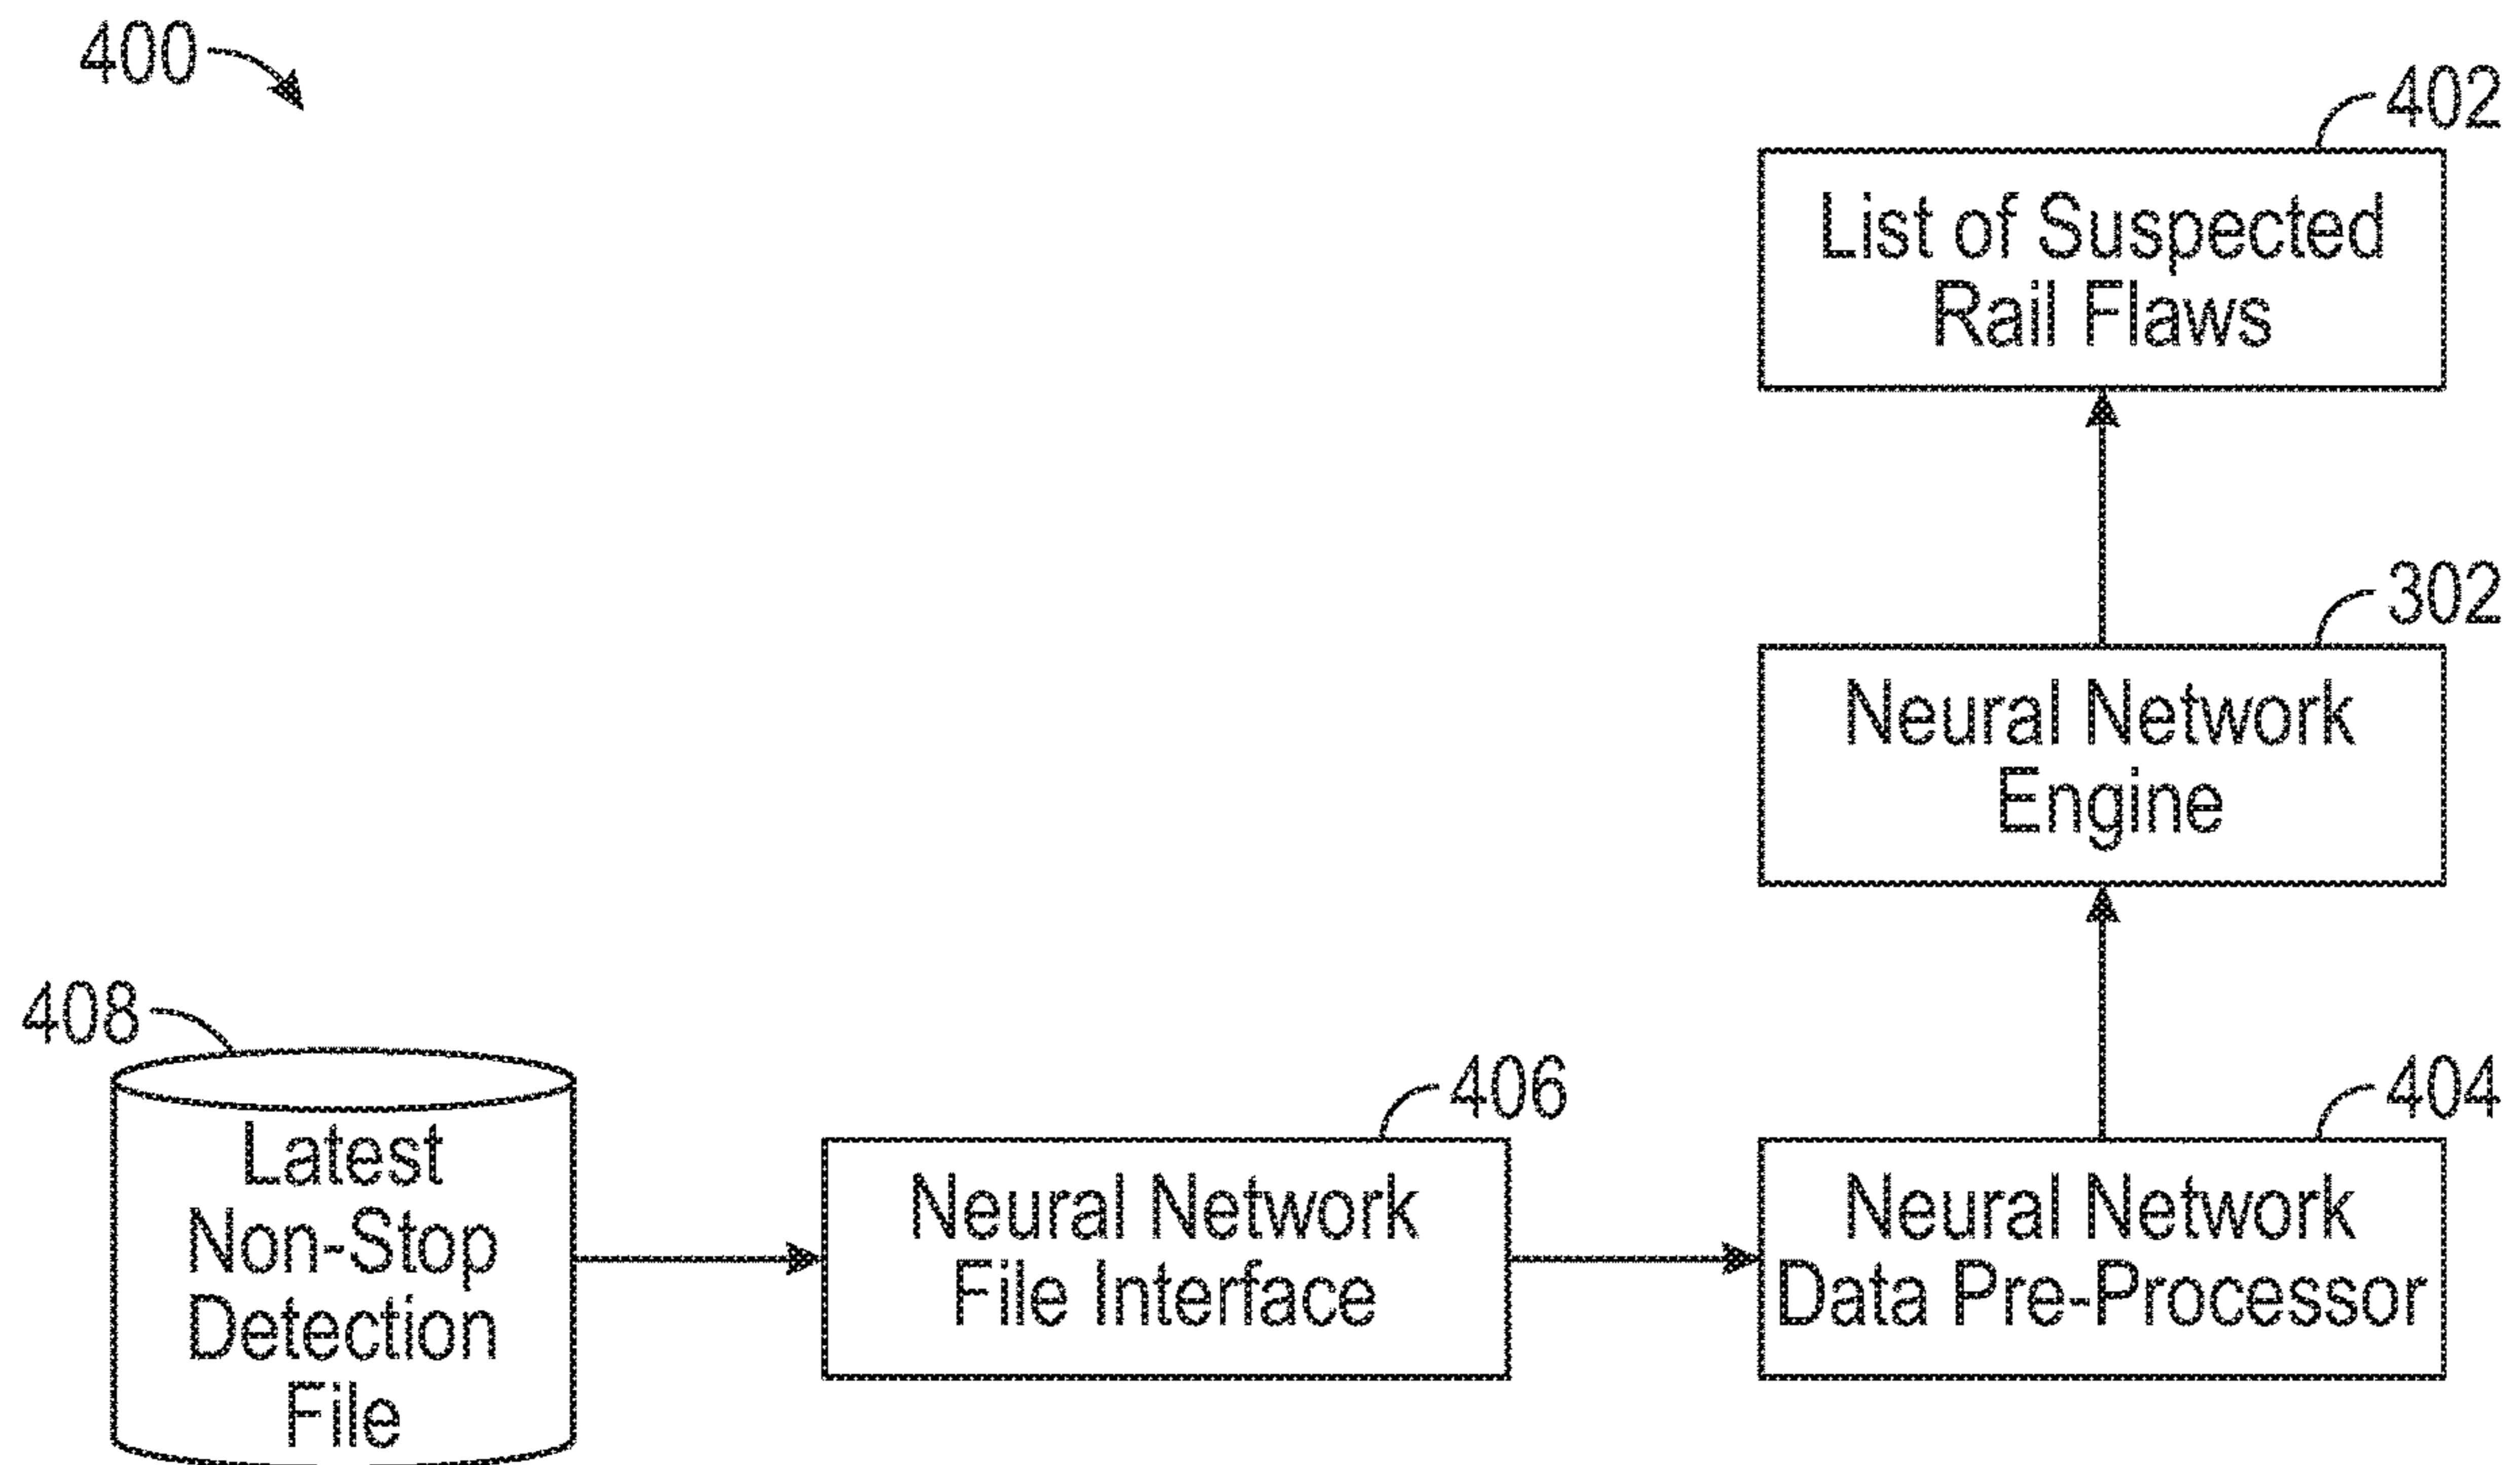 400
402
List of Suspected
Rail Flaws
302
Neural Network
Engine
408
Latest
Non-Stop
Detection
File
406
Neural Network
File Interface
404
Neural Network
Data Pre-Processor